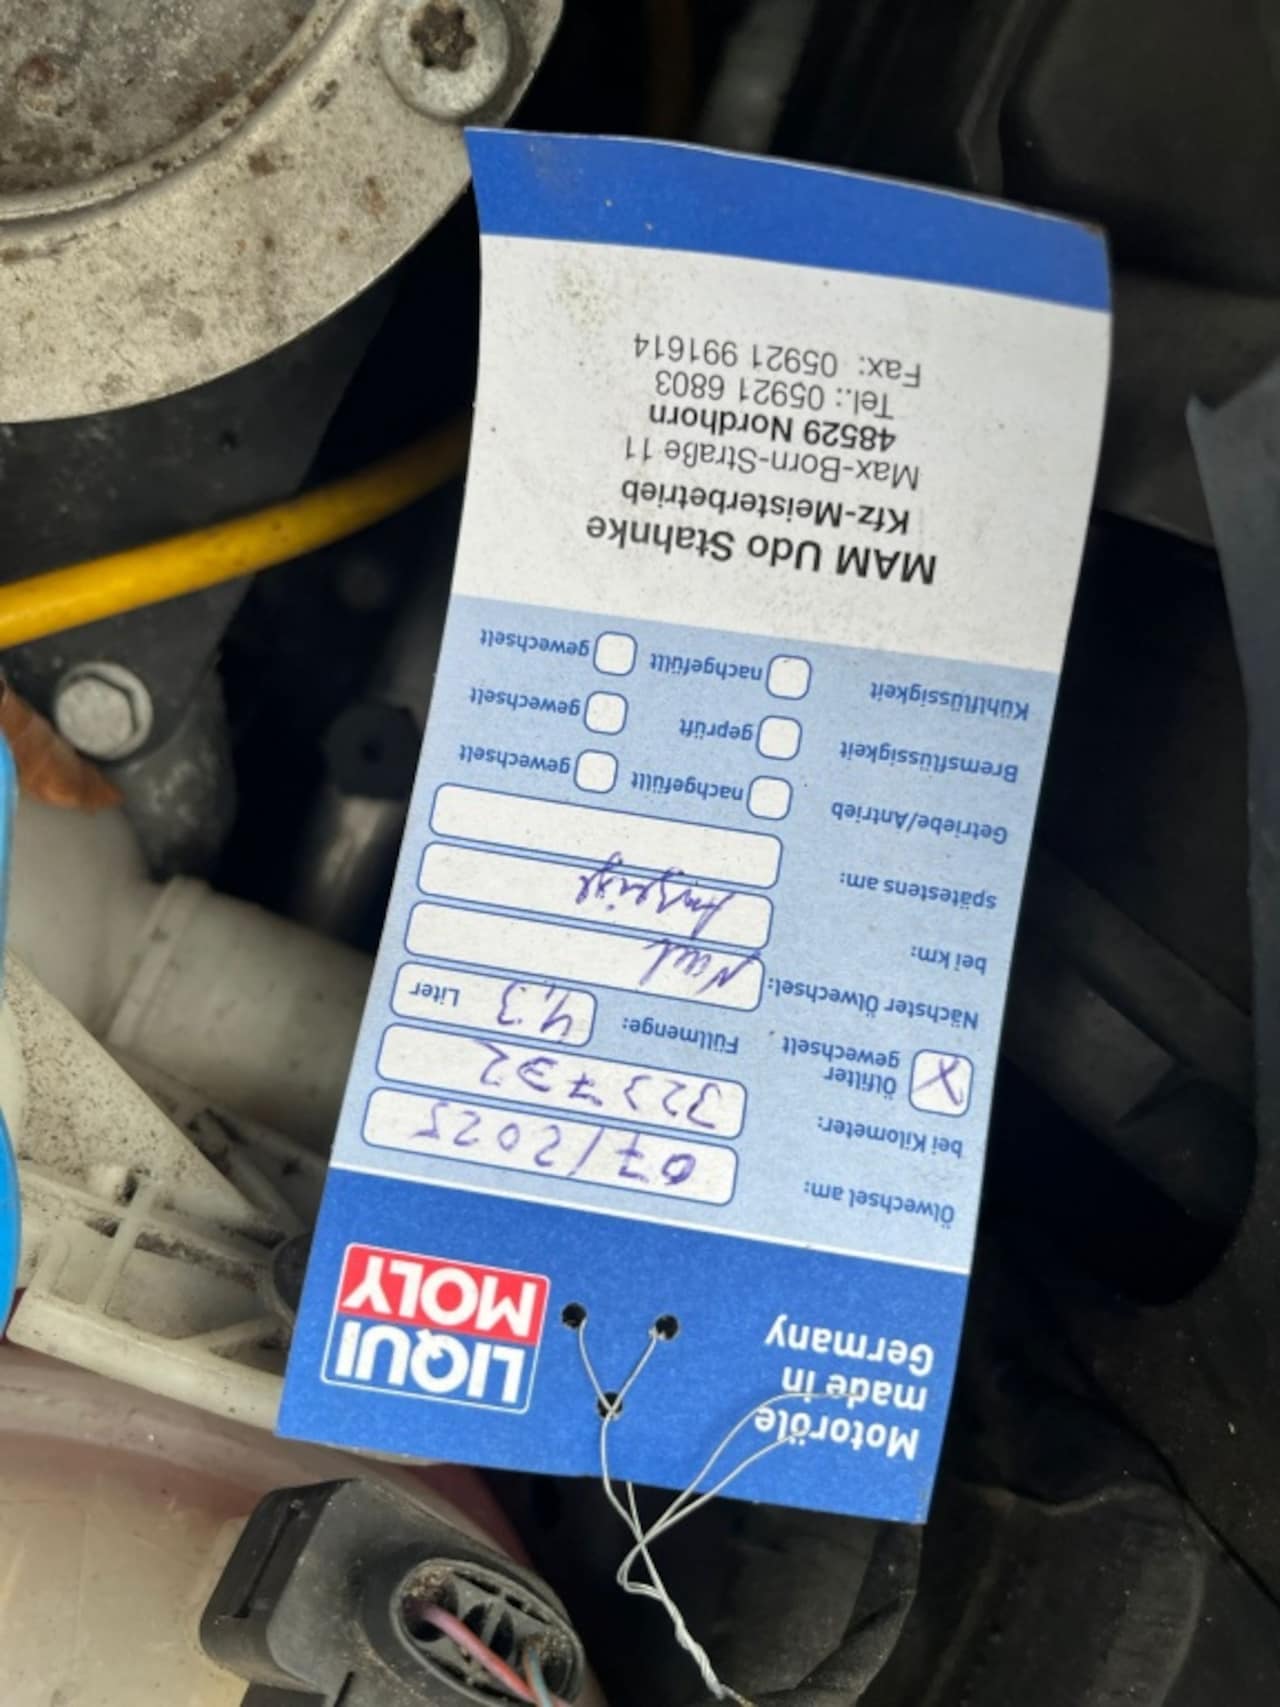 Motoröle
made in
Germany
LIQUI
MOLY
Ölwechsel am: 07/2025
bei Kilometer: 323732
X Ölfilter gewechselt Füllmenge: 4,3 Liter
Nächster Ölwechsel: Nach
bei km: Anzeige
spätestens am:
Getriebe/Antrieb nachgefüllt gewechselt
Bremsflüssigkeit geprüft gewechselt
Kühlflüssigkeit nachgefüllt gewechselt
MAM Udo Stahnke
Kfz-Meisterbetrieb
Max-Born-Straße 11
48529 Nordhorn
Tel.: 05921 6803
Fax: 05921 991614